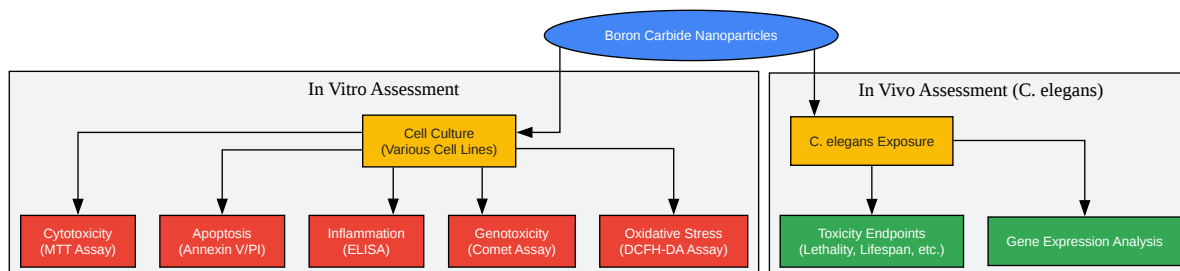 Boron Carbide Nanoparticles
In Vitro Assessment
Cell Culture
(Various Cell Lines)
Cytotoxicity
(MTT Assay)
Apoptosis
(Annexin V/PI)
Inflammation
(ELISA)
Genotoxicity
(Comet Assay)
Oxidative Stress
(DCFH-DA Assay)
In Vivo Assessment (C. elegans)
C. elegans Exposure
Toxicity Endpoints
(Lethality, Lifespan, etc.)
Gene Expression Analysis